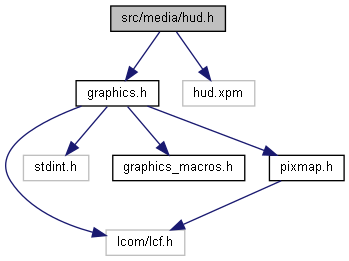 src/media/hud.h
graphics.h
hud.xpm
stdint.h
graphics_macros.h
pixmap.h
lcom/lcf.h